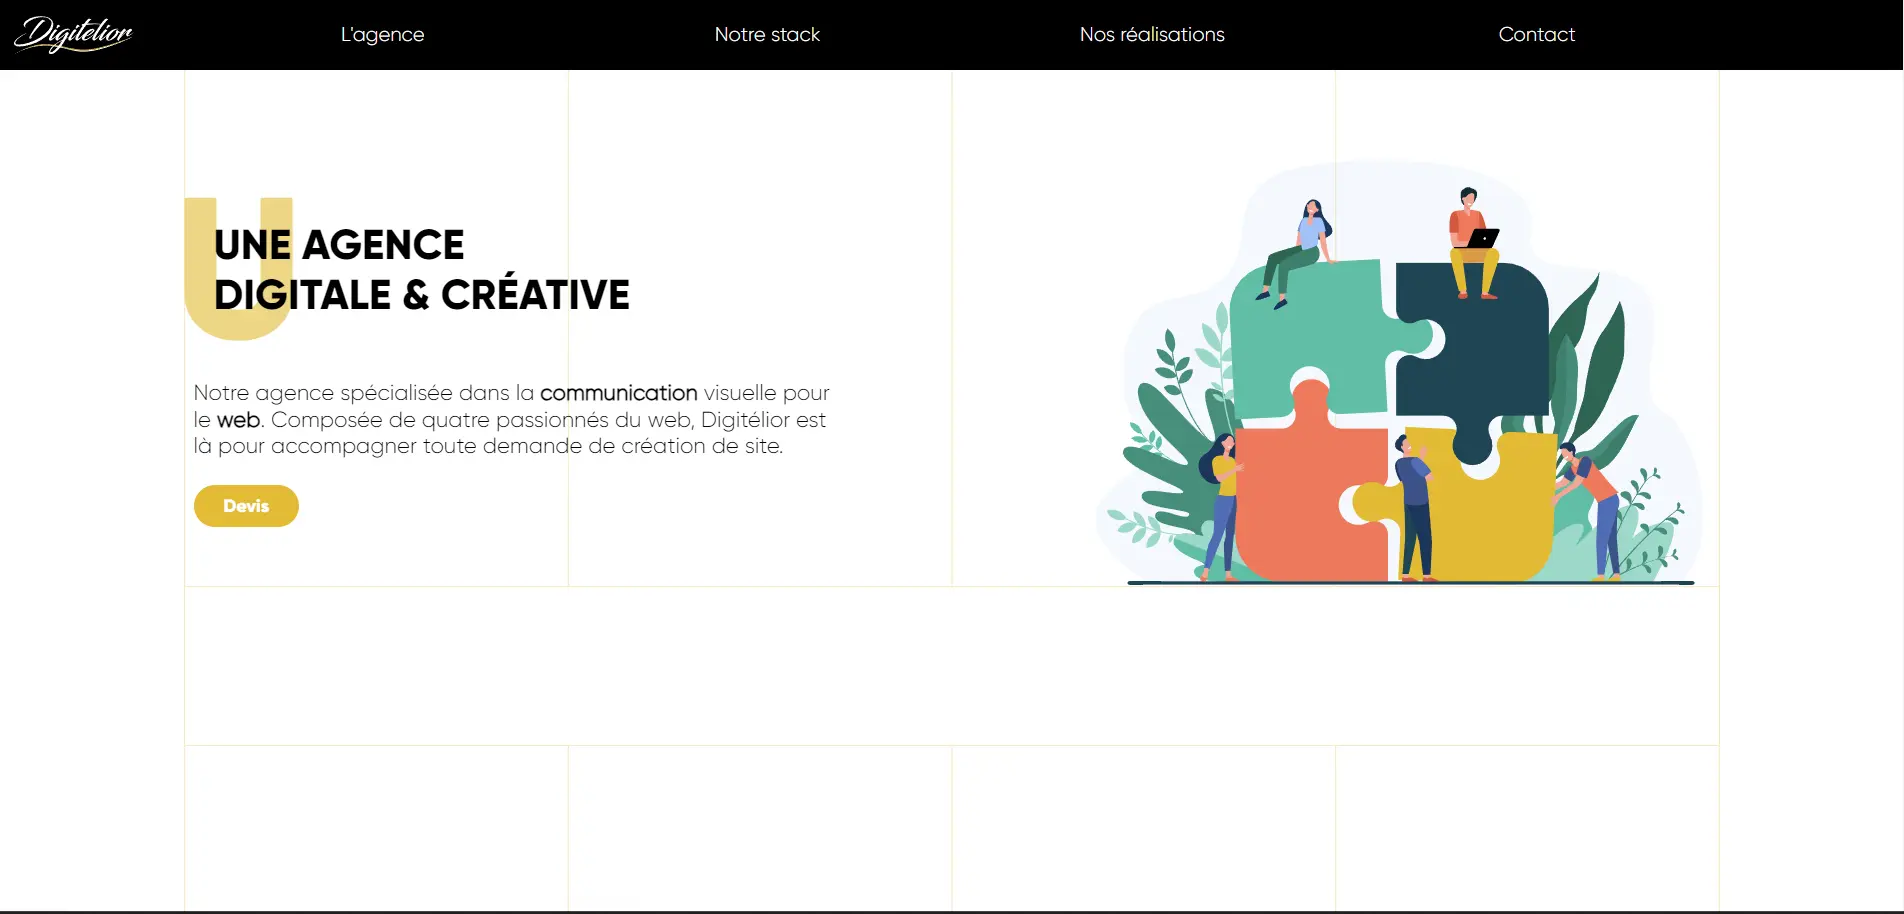 Digitelior
L'agence
Notre stack
Nos réalisations
Contact
U
UNE AGENCE
DIGITALE & CRÉATIVE
Notre agence spécialisée dans la communication visuelle pour
le web. Composée de quatre passionnés du web, Digitélior est
là pour accompagner toute demande de création de site.
Devis